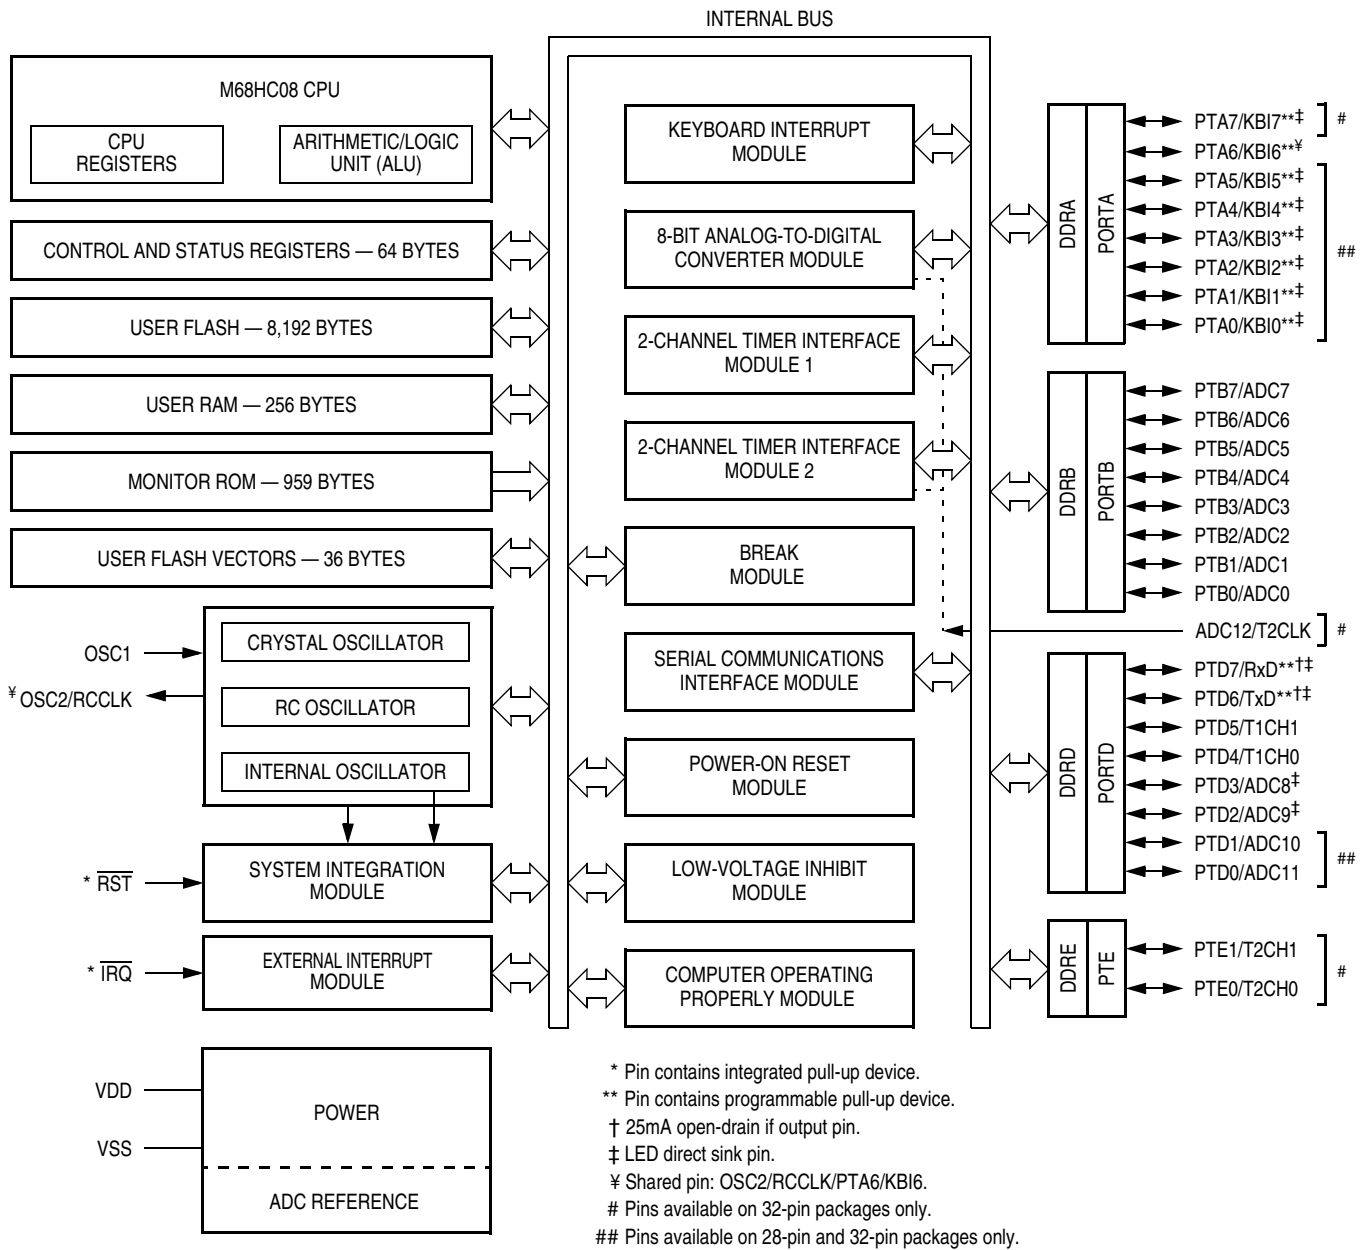 INTERNAL BUS
M68HC08 CPU
CPU
REGISTERS
ARITHMETIC/LOGIC
UNIT (ALU)
CONTROL AND STATUS REGISTERS — 64 BYTES
USER FLASH — 8,192 BYTES
USER RAM — 256 BYTES
MONITOR ROM — 959 BYTES
USER FLASH VECTORS — 36 BYTES
OSC1
¥ OSC2/RCCLK
CRYSTAL OSCILLATOR
RC OSCILLATOR
INTERNAL OSCILLATOR
* RST
SYSTEM INTEGRATION
MODULE
* IRQ
EXTERNAL INTERRUPT
MODULE
VDD
VSS
POWER
ADC REFERENCE
KEYBOARD INTERRUPT
MODULE
8-BIT ANALOG-TO-DIGITAL
CONVERTER MODULE
2-CHANNEL TIMER INTERFACE
MODULE 1
2-CHANNEL TIMER INTERFACE
MODULE 2
BREAK
MODULE
SERIAL COMMUNICATIONS
INTERFACE MODULE
POWER-ON RESET
MODULE
LOW-VOLTAGE INHIBIT
MODULE
COMPUTER OPERATING
PROPERLY MODULE
DDRA
PORTA
PTA7/KBI7**‡
#
PTA6/KBI6**¥
PTA5/KBI5**‡
PTA4/KBI4**‡
PTA3/KBI3**‡
##
PTA2/KBI2**‡
PTA1/KBI1**‡
PTA0/KBI0**‡
DDRB
PORTB
PTB7/ADC7
PTB6/ADC6
PTB5/ADC5
PTB4/ADC4
PTB3/ADC3
PTB2/ADC2
PTB1/ADC1
PTB0/ADC0
ADC12/T2CLK
#
DDRD
PORTD
PTD7/RxD**†‡
PTD6/TxD**†‡
PTD5/T1CH1
PTD4/T1CH0
PTD3/ADC8‡
PTD2/ADC9‡
PTD1/ADC10
##
PTD0/ADC11
DDRE
PTE
PTE1/T2CH1
#
PTE0/T2CH0
* Pin contains integrated pull-up device.
** Pin contains programmable pull-up device.
† 25mA open-drain if output pin.
‡ LED direct sink pin.
¥ Shared pin: OSC2/RCCLK/PTA6/KBI6.
# Pins available on 32-pin packages only.
## Pins available on 28-pin and 32-pin packages only.